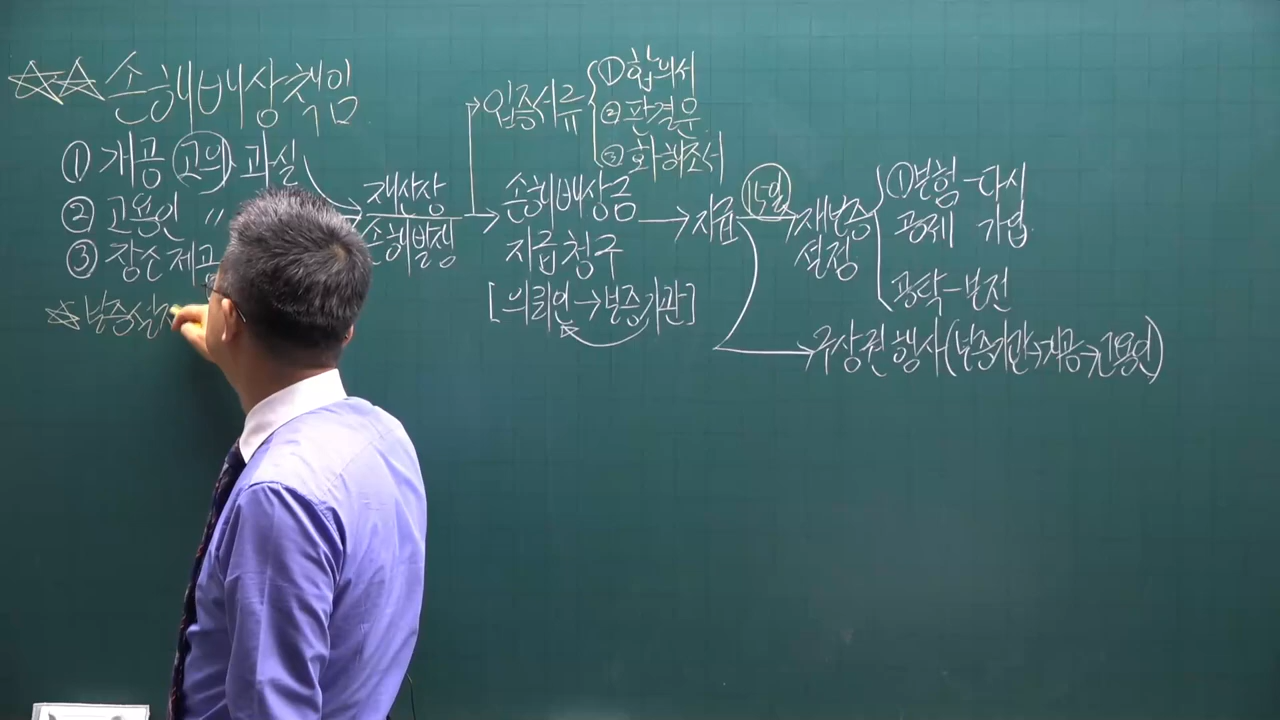 ☆☆ 손해배상책임
① 개공 고의, 과실
② 고용인 〃
③ 장소제공
☆ 보증설
재산상
손해발생
입증서류
① 합의서
② 판결문
③ 화해조서
손해배상금
지급청구
[의뢰인→보증기관]
지급
15일
재보증
설정
① 보험 - 다시
공제 가입
공탁 - 보전
구상권 행사(보증기관→개공→고용인)